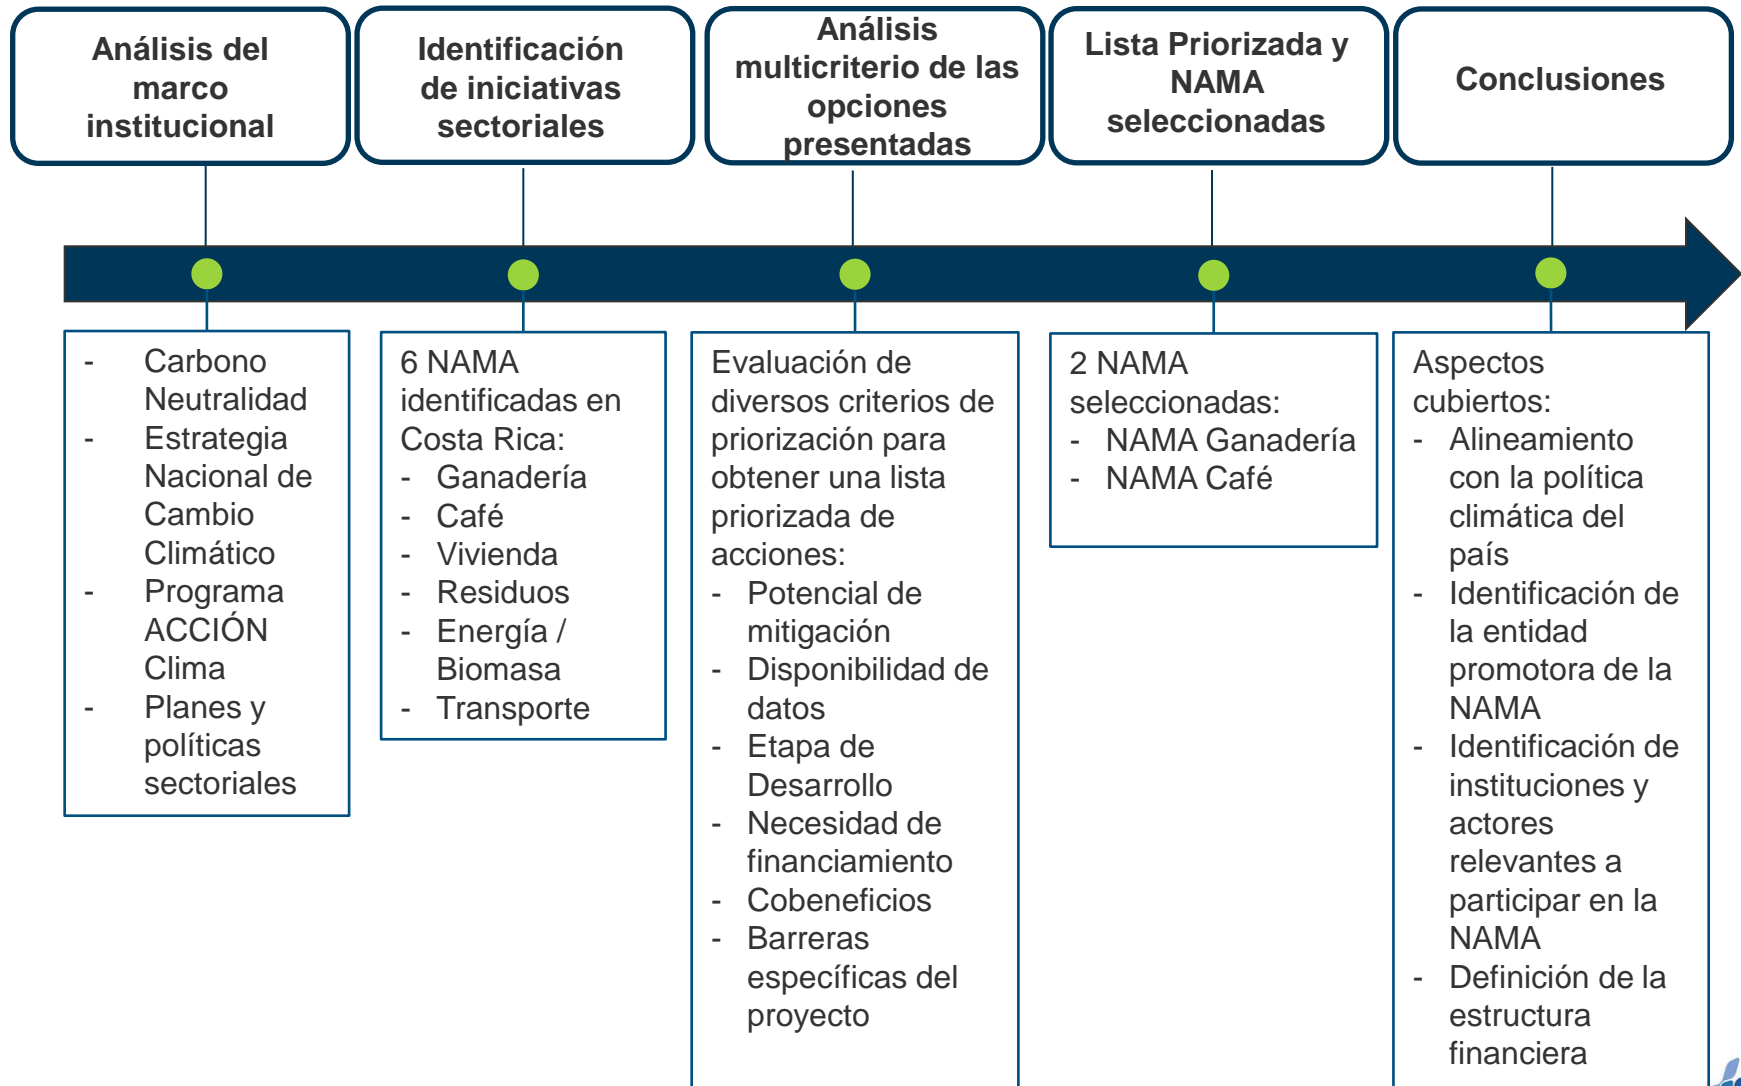 Análisis del
marco
institucional
Identificación
de iniciativas
sectoriales
Análisis
multicriterio de las
opciones
presentadas
Lista Priorizada y
NAMA
seleccionadas
Conclusiones
- Carbono
Neutralidad
- Estrategia
Nacional de
Cambio
Climático
- Programa
ACCIÓN
Clima
- Planes y
políticas
sectoriales
6 NAMA
identificadas en
Costa Rica:
- Ganadería
- Café
- Vivienda
- Residuos
- Energía /
Biomasa
- Transporte
Evaluación de
diversos criterios de
priorización para
obtener una lista
priorizada de
acciones:
- Potencial de
mitigación
- Disponibilidad de
datos
- Etapa de
Desarrollo
- Necesidad de
financiamiento
- Cobeneficios
- Barreras
específicas del
proyecto
2 NAMA
seleccionadas:
- NAMA Ganadería
- NAMA Café
Aspectos
cubiertos:
- Alineamiento
con la política
climática del
país
- Identificación de
la entidad
promotora de la
NAMA
- Identificación de
instituciones y
actores
relevantes a
participar en la
NAMA
- Definición de la
estructura
financiera